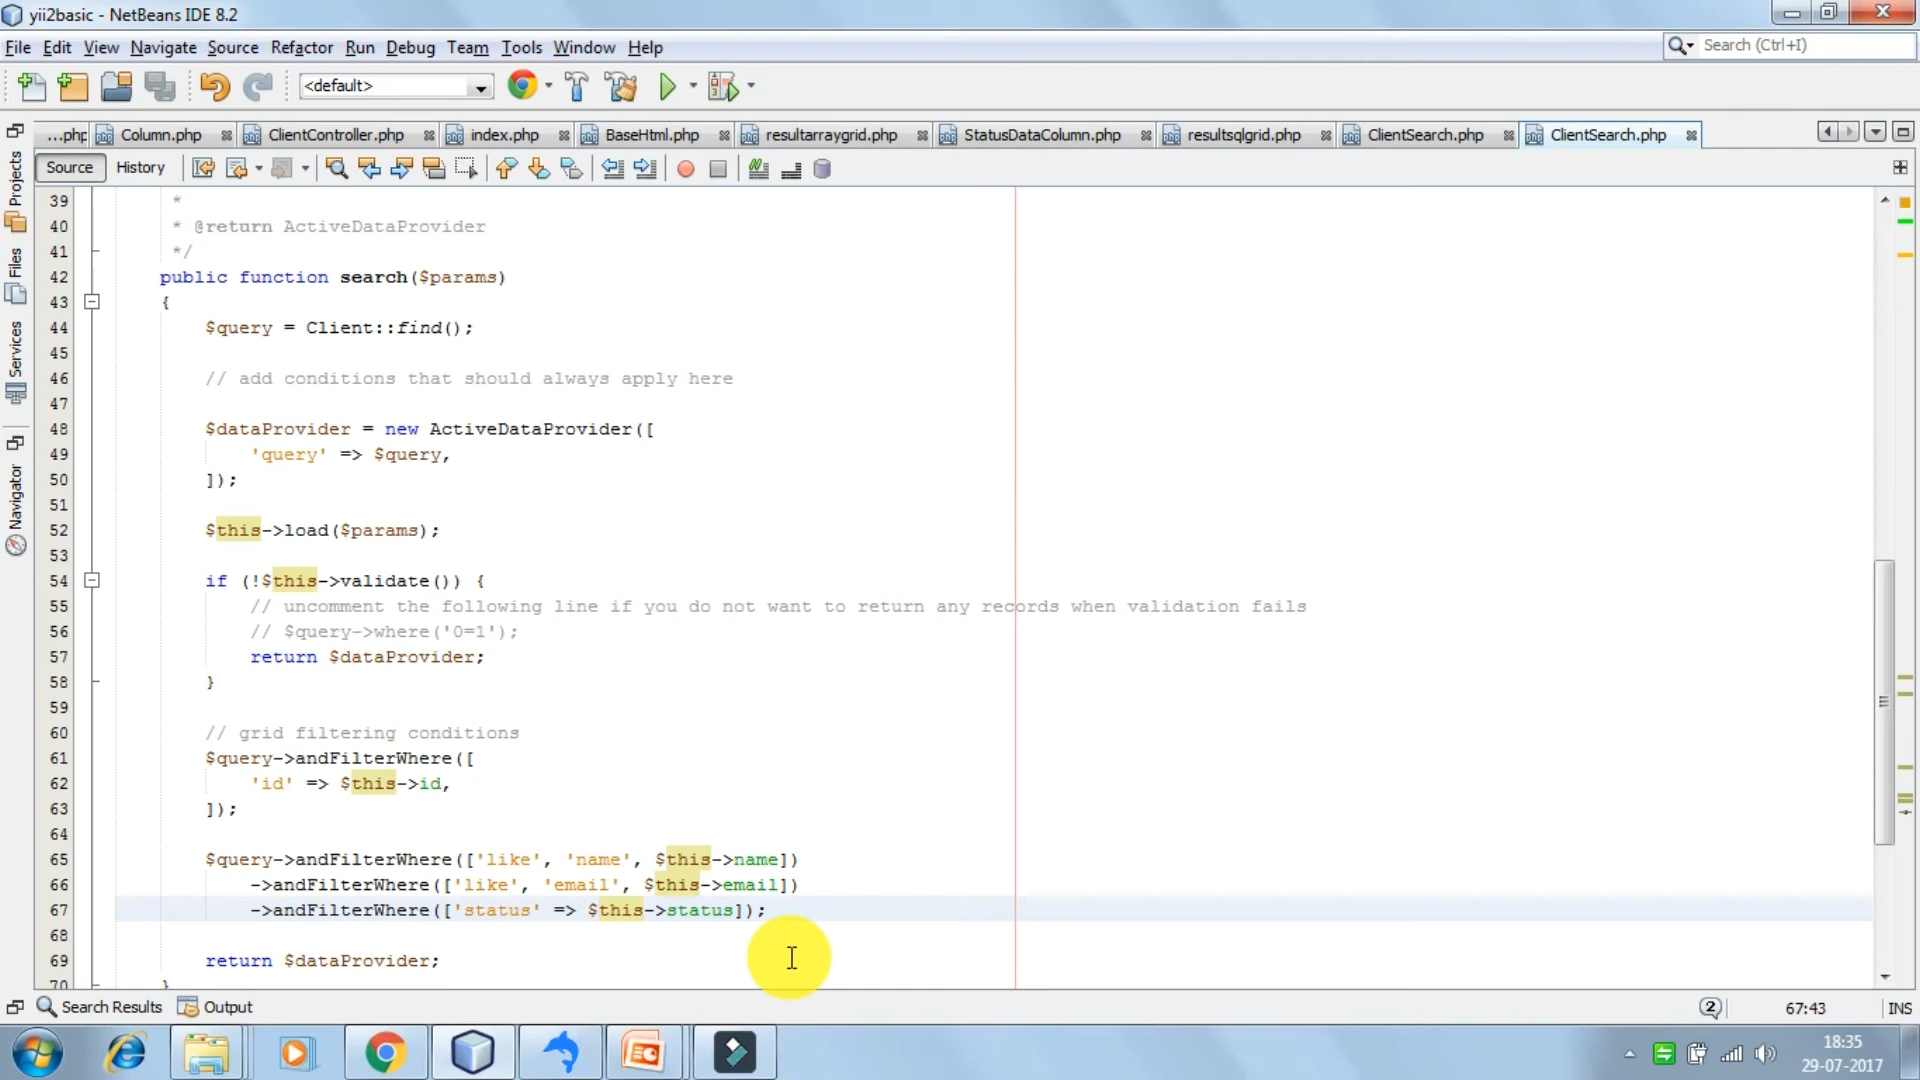 yii2basic - NetBeans IDE 8.2
File Edit View Navigate Source Refactor Run Debug Team Tools Window Help
Search (Ctrl+I)
<default>
...php Column.php ClientController.php index.php BaseHtml.php resultarraygrid.php StatusDataColumn.php resultsqlgrid.php ClientSearch.php ClientSearch.php
Source History
Projects
Files
Services
Navigator
39 *
40 * @return ActiveDataProvider
41 */
42 public function search($params)
43 {
44 $query = Client::find();
45
46 // add conditions that should always apply here
47
48 $dataProvider = new ActiveDataProvider([
49 'query' => $query,
50 ]);
51
52 $this->load($params);
53
54 if (!$this->validate()) {
55 // uncomment the following line if you do not want to return any records when validation fails
56 // $query->where('0=1');
57 return $dataProvider;
58 }
59
60 // grid filtering conditions
61 $query->andFilterWhere([
62 'id' => $this->id,
63 ]);
64
65 $query->andFilterWhere(['like', 'name', $this->name])
66 ->andFilterWhere(['like', 'email', $this->email])
67 ->andFilterWhere(['status' => $this->status]);
68
69 return $dataProvider;
70 }
Search Results Output
2 67:43 INS
18:35
29-07-2017